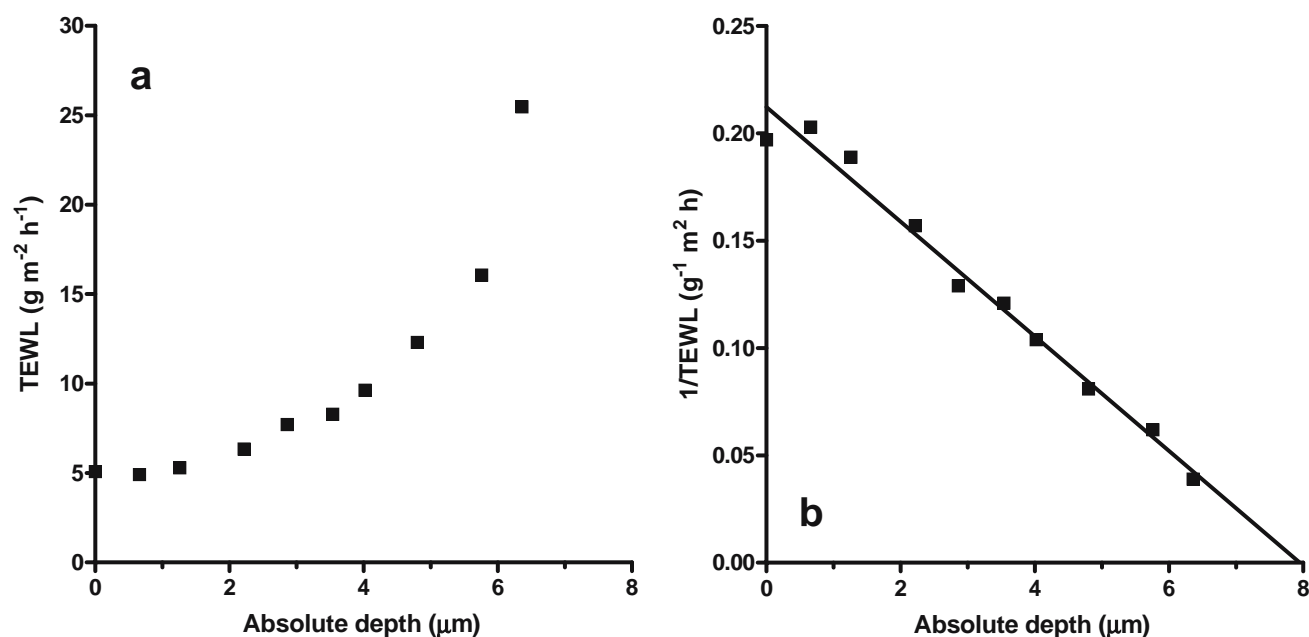 a
30
25
20
15
10
5
0
TEWL (g m⁻² h⁻¹)
0 2 4 6 8
Absolute depth (μm)
b
0.25
0.20
0.15
0.10
0.05
0.00
1/TEWL (g⁻¹ m² h)
0 2 4 6 8
Absolute depth (μm)